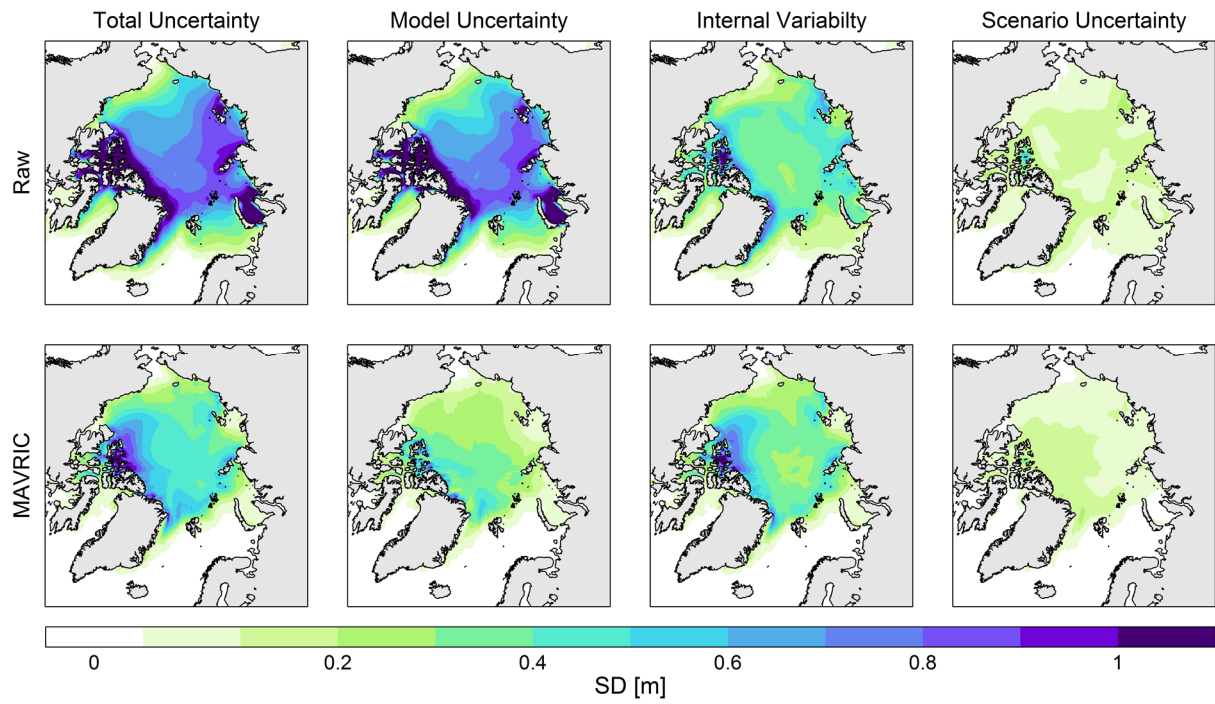 Total Uncertainty Model Uncertainty Internal Variabilty Scenario Uncertainty
Raw
MAVRIC
0 0.2 0.4 0.6 0.8 1
SD [m]